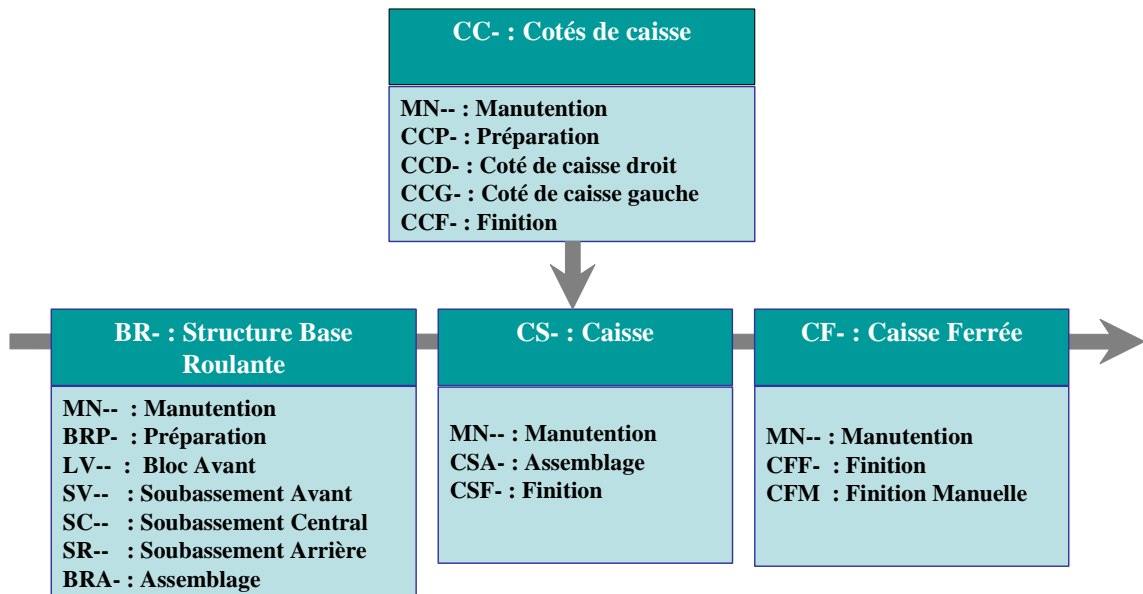 CC- : Cotés de caisse
MN-- : Manutention
CCP- : Préparation
CCD- : Coté de caisse droit
CCG- : Coté de caisse gauche
CCF- : Finition
BR- : Structure Base
Roulante
MN-- : Manutention
BRP- : Préparation
LV-- : Bloc Avant
SV-- : Soubassement Avant
SC-- : Soubassement Central
SR-- : Soubassement Arrière
BRA- : Assemblage
CS- : Caisse
MN-- : Manutention
CSA- : Assemblage
CSF- : Finition
CF- : Caisse Ferrée
MN-- : Manutention
CFF- : Finition
CFM : Finition Manuelle